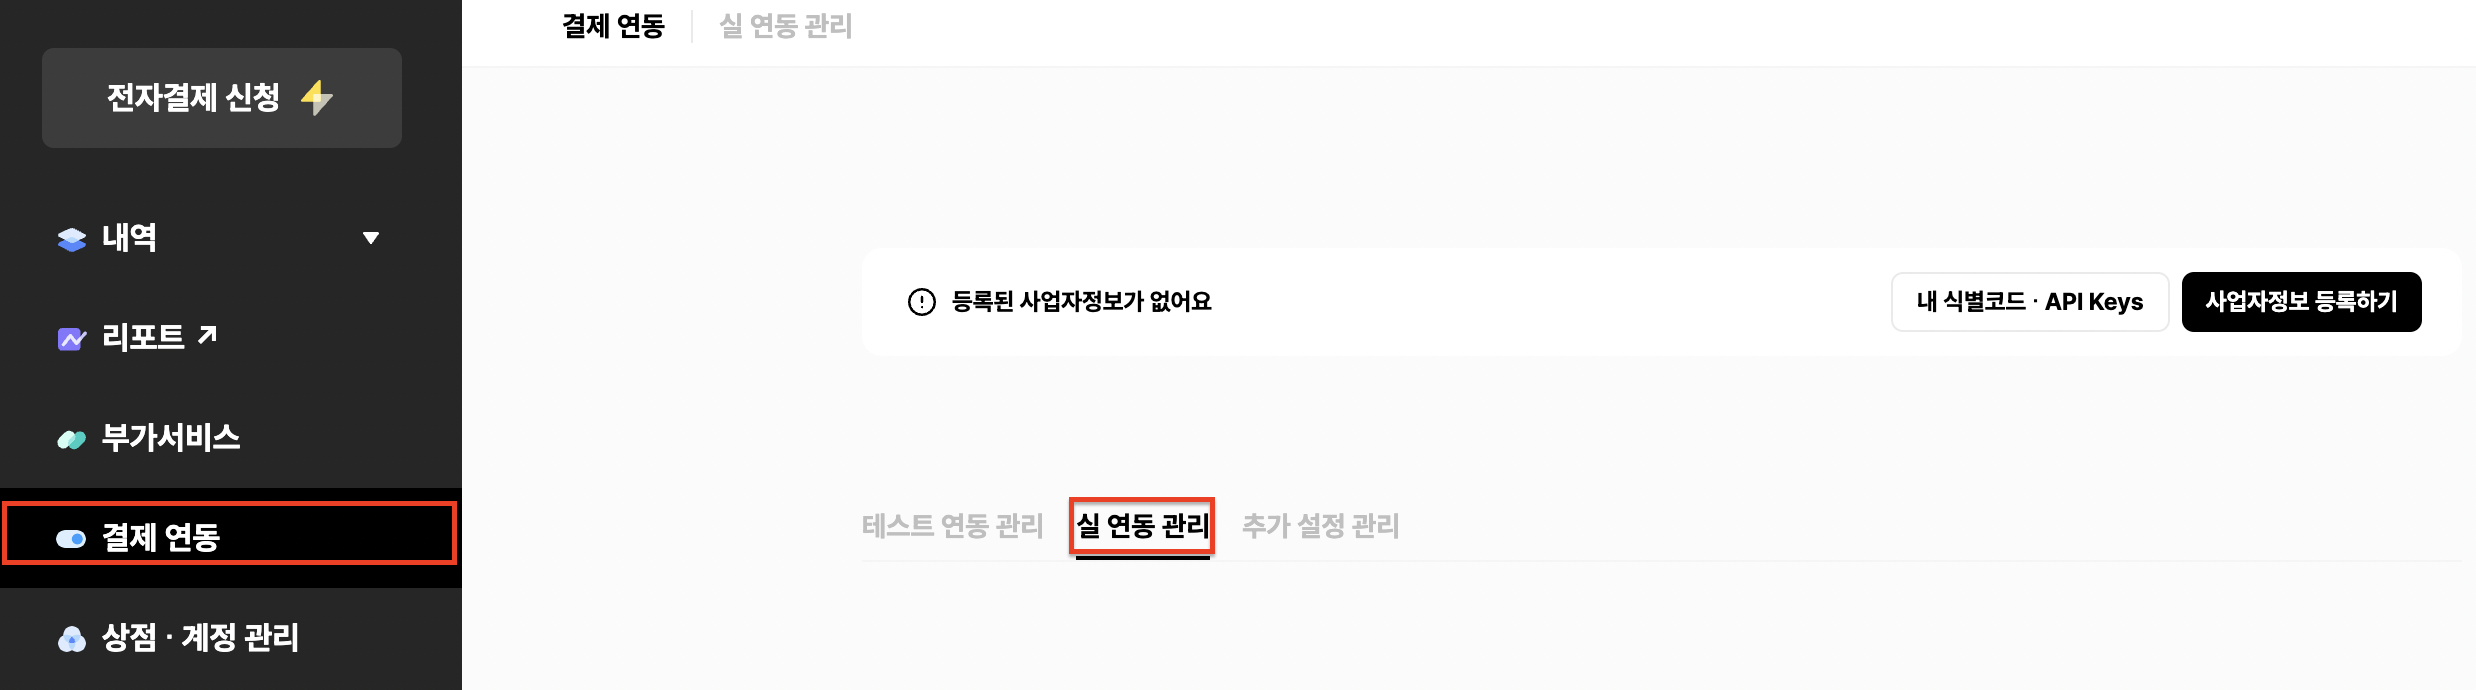 전자결제 신청
내역
리포트
부가서비스
결제 연동
상점 · 계정 관리
결제 연동
실 연동 관리
등록된 사업자정보가 없어요
내 식별코드 · API Keys
사업자정보 등록하기
테스트 연동 관리
실 연동 관리
추가 설정 관리